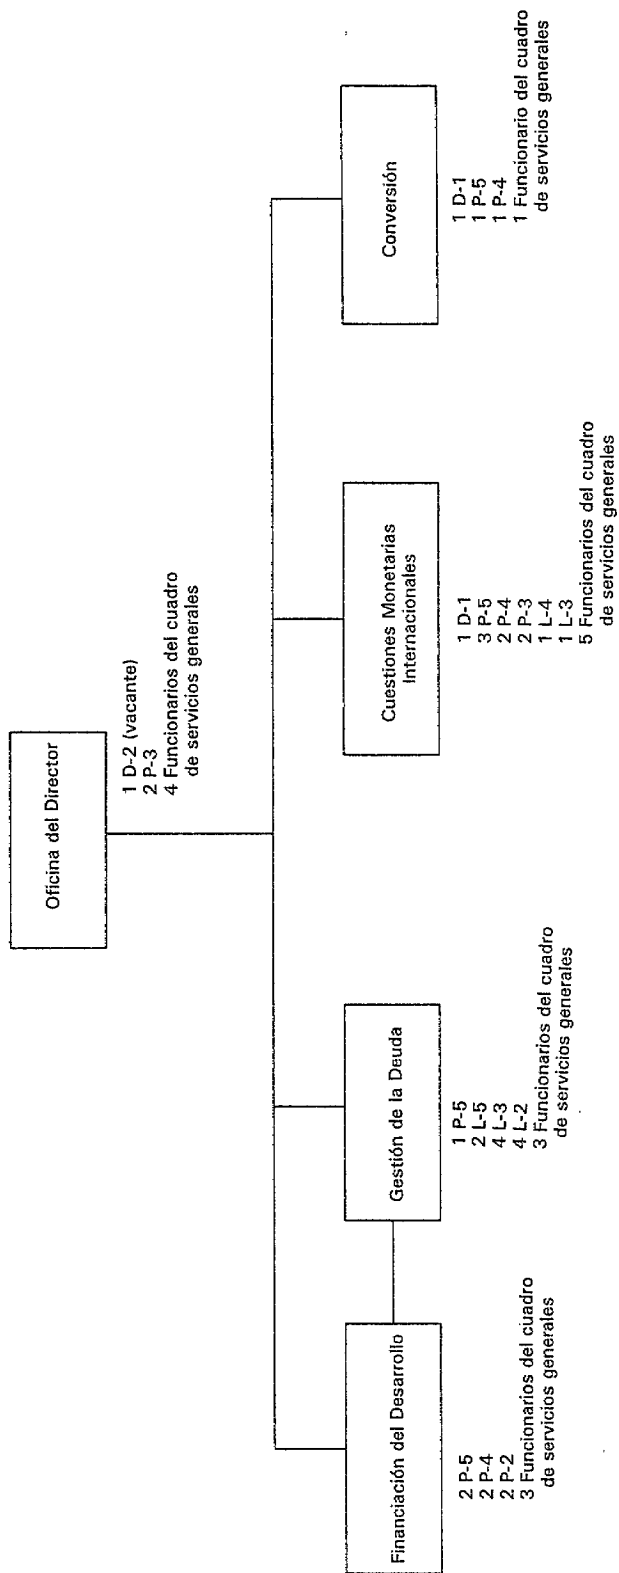 Oficina del Director
1 D-2 (vacante)
2 P-3
4 Funcionarios del cuadro
de servicios generales
Financiación del Desarrollo
2 P-5
2 P-4
2 P-2
3 Funcionarios del cuadro
de servicios generales
Gestión de la Deuda
1 P-5
2 L-5
4 L-3
4 L-2
3 Funcionarios del cuadro
de servicios generales
Cuestiones Monetarias
Internacionales
1 D-1
3 P-5
2 P-4
2 P-3
1 L-4
1 L-3
5 Funcionarios del cuadro
de servicios generales
Conversión
1 D-1
1 P-5
1 P-4
1 Funcionario del cuadro
de servicios generales